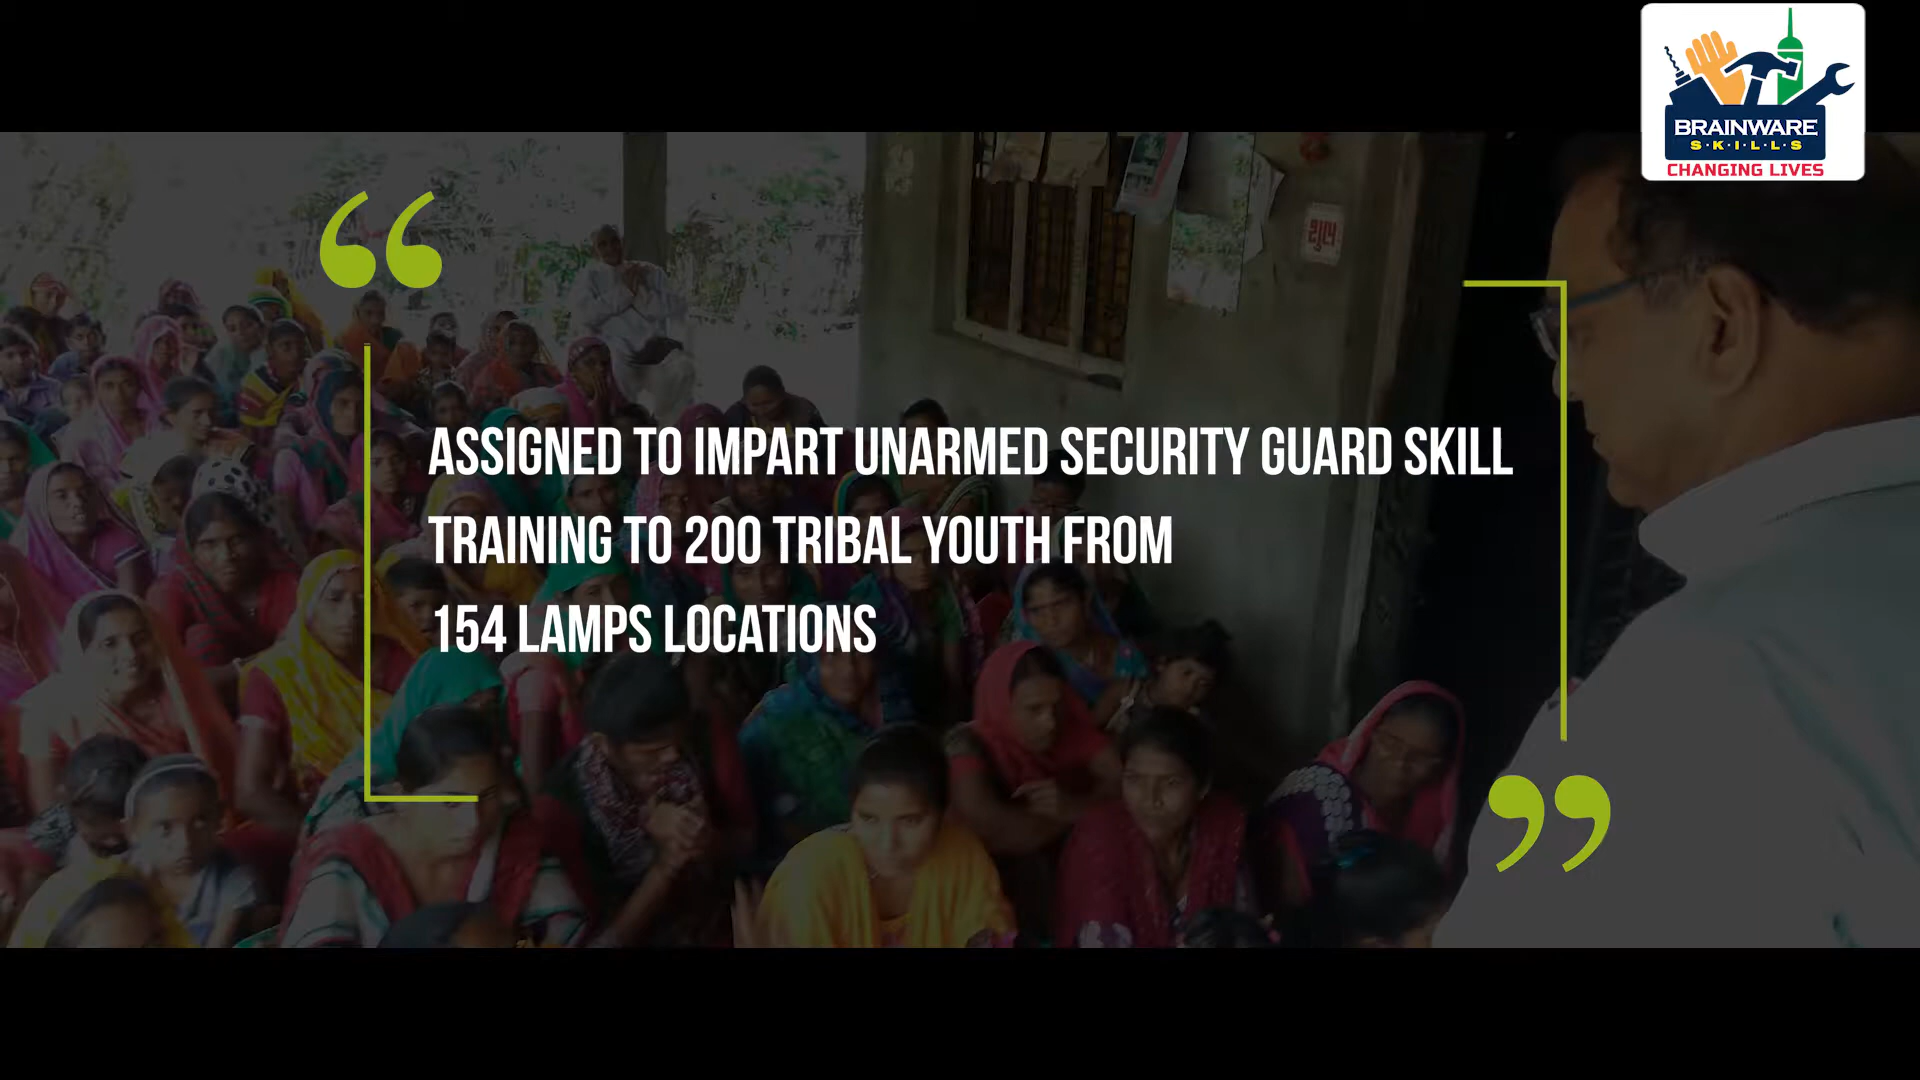 BRAINWARE
S·K·I·L·L·S
CHANGING LIVES
शुभ
ASSIGNED TO IMPART UNARMED SECURITY GUARD SKILL
TRAINING TO 200 TRIBAL YOUTH FROM
154 LAMPS LOCATIONS